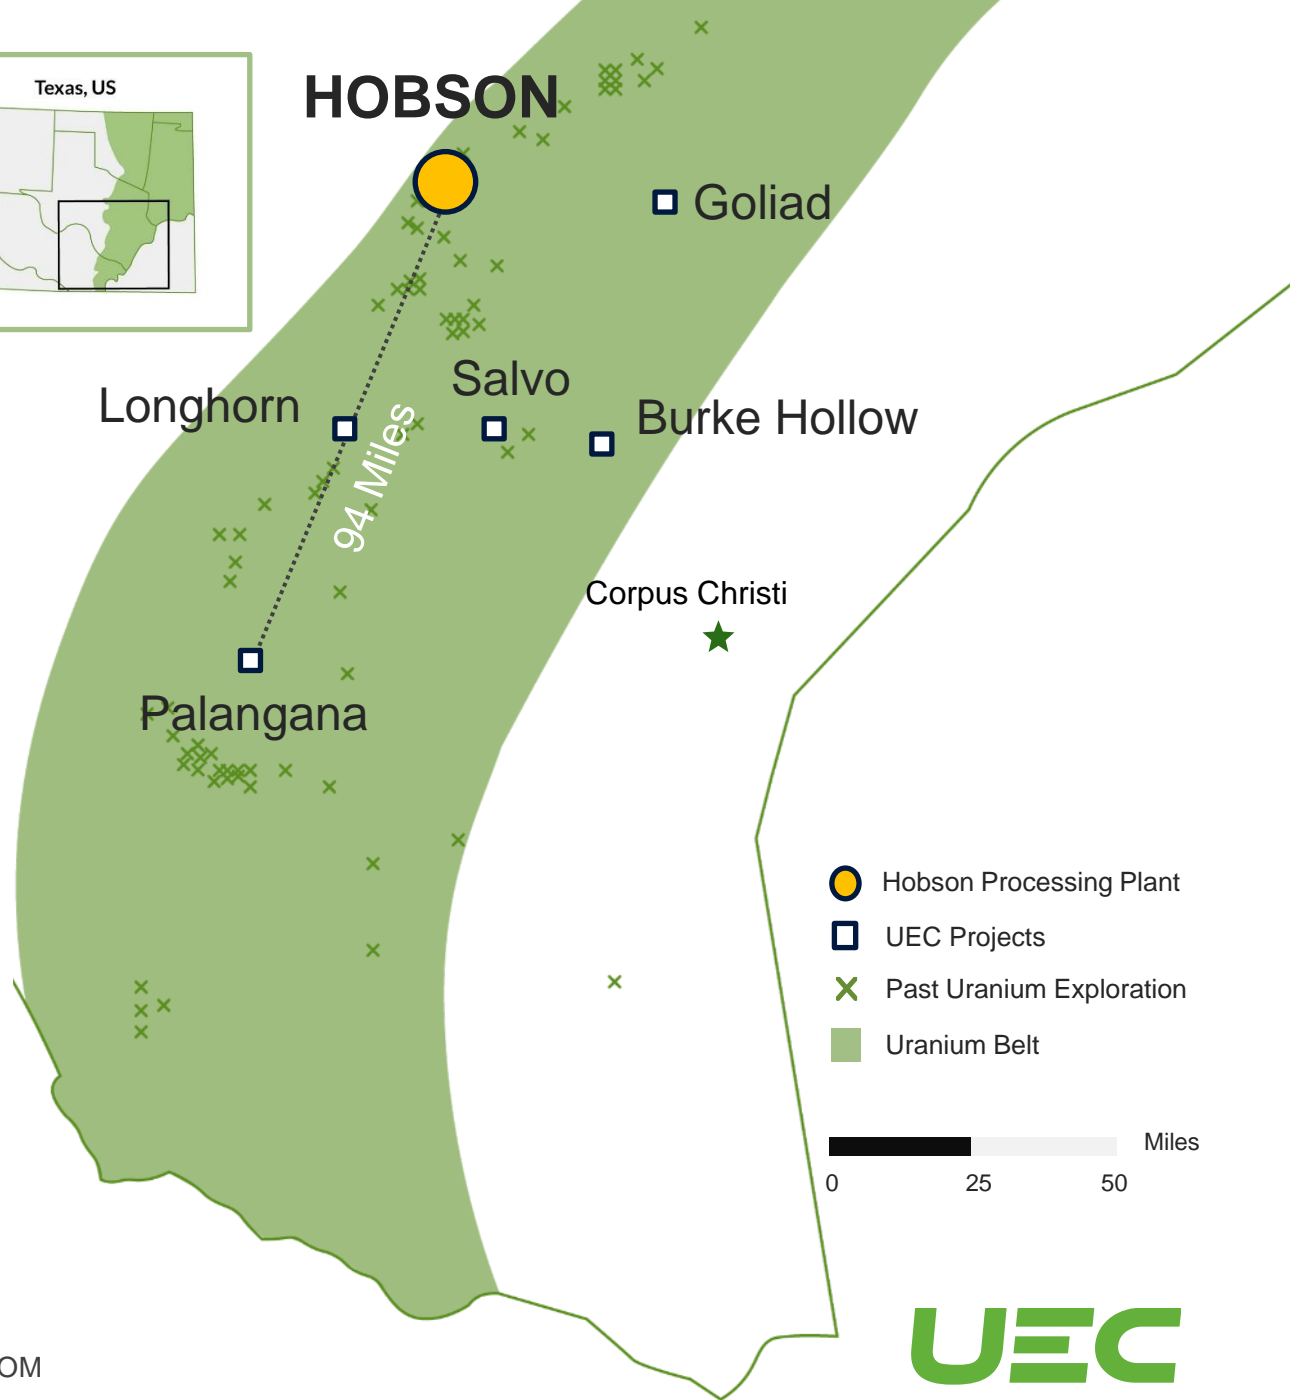 Texas, US
HOBSON
Goliad
Longhorn
Salvo
Burke Hollow
94 Miles
Corpus Christi
Palangana
Hobson Processing Plant
UEC Projects
Past Uranium Exploration
Uranium Belt
Miles
0 25 50
UEC
OM